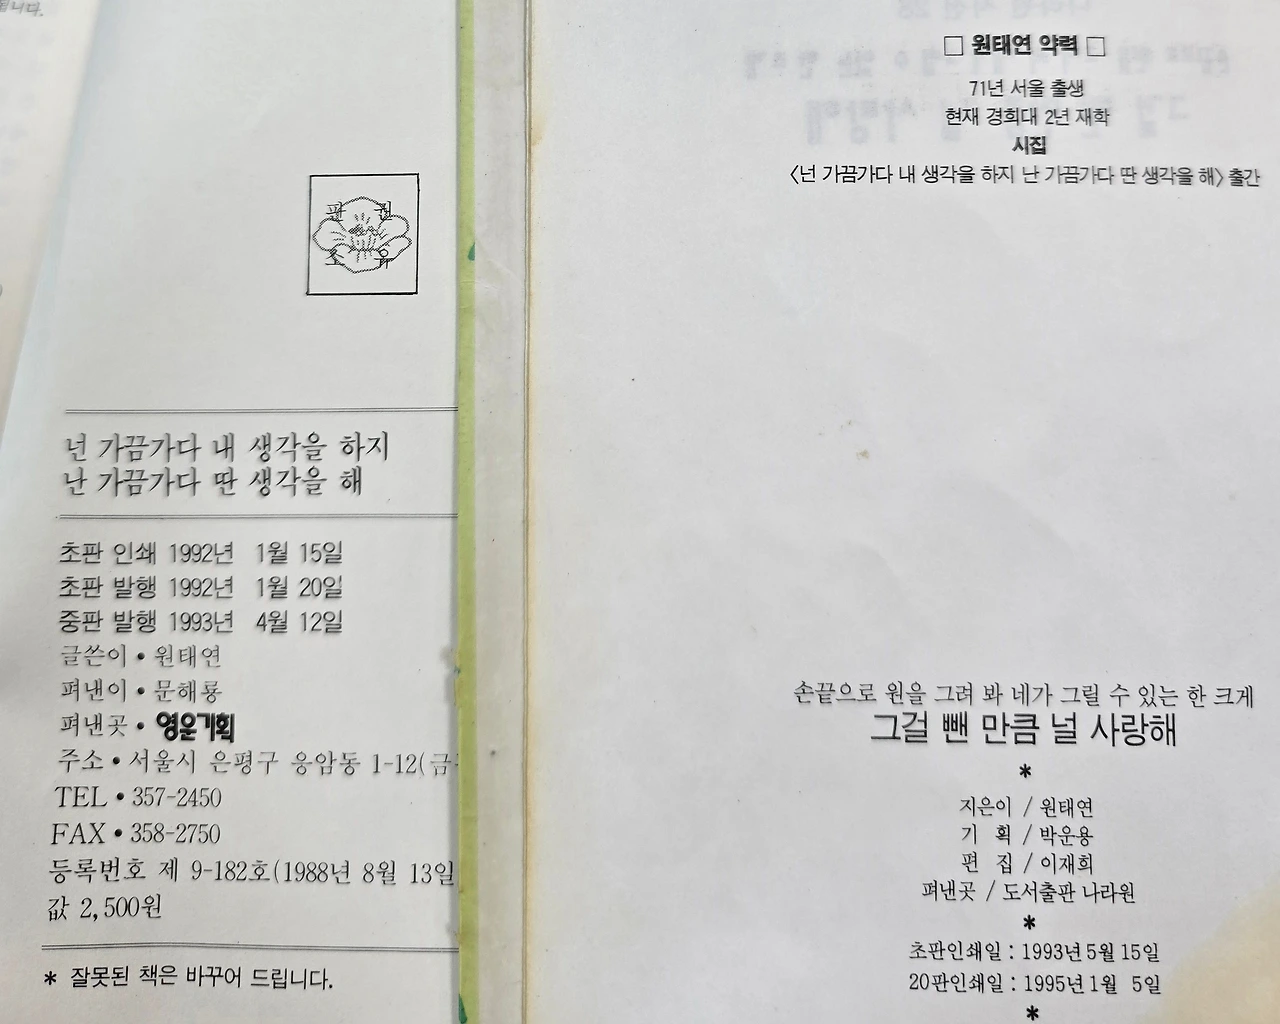 판 전
초 유
넌 가끔가다 내 생각을 하지
난 가끔가다 딴 생각을 해
초판 인쇄 1992년 1월 15일
초판 발행 1992년 1월 20일
중판 발행 1993년 4월 12일
글쓴이 • 원태연
펴낸이 • 문해룡
펴낸곳 • 영운기획
주소 • 서울시 은평구 응암동 1-12(금
TEL • 357-2450
FAX • 358-2750
등록번호 제 9-182호(1988년 8월 13일
값 2,500원
* 잘못된 책은 바꾸어 드립니다.
□ 원태연 약력 □
71년 서울 출생
현재 경희대 2년 재학
시집
<넌 가끔가다 내 생각을 하지 난 가끔가다 딴 생각을 해> 출간
손끝으로 원을 그려 봐 네가 그릴 수 있는 한 크게
그걸 뺀 만큼 널 사랑해
*
지은이 / 원태연
기 획 / 박운용
편 집 / 이재희
펴낸곳 / 도서출판 나라원
*
초판인쇄일 : 1993년 5월 15일
20판인쇄일 : 1995년 1월 5일
*